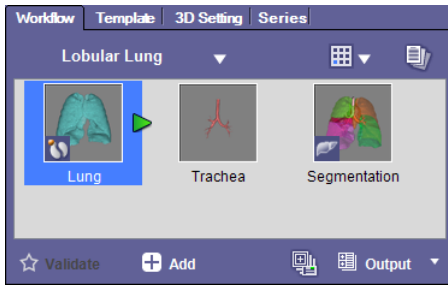 Workflow Template 3D Setting Series
Lobular Lung
Lung Trachea Segmentation
Validate Add Output